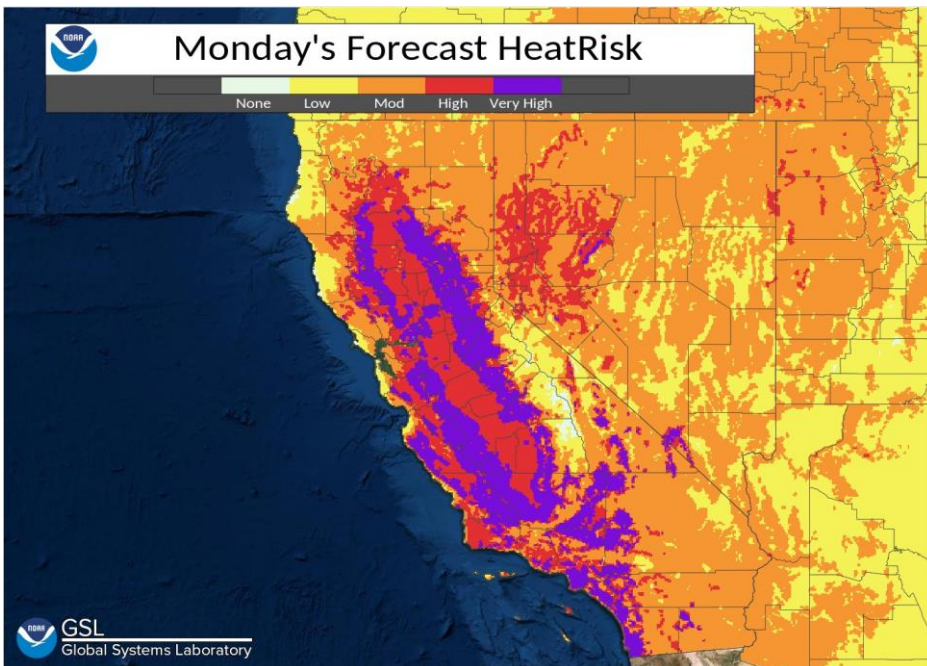 NOAA
Monday's Forecast HeatRisk
None Low Mod High Very High
NOAA
GSL
Global Systems Laboratory